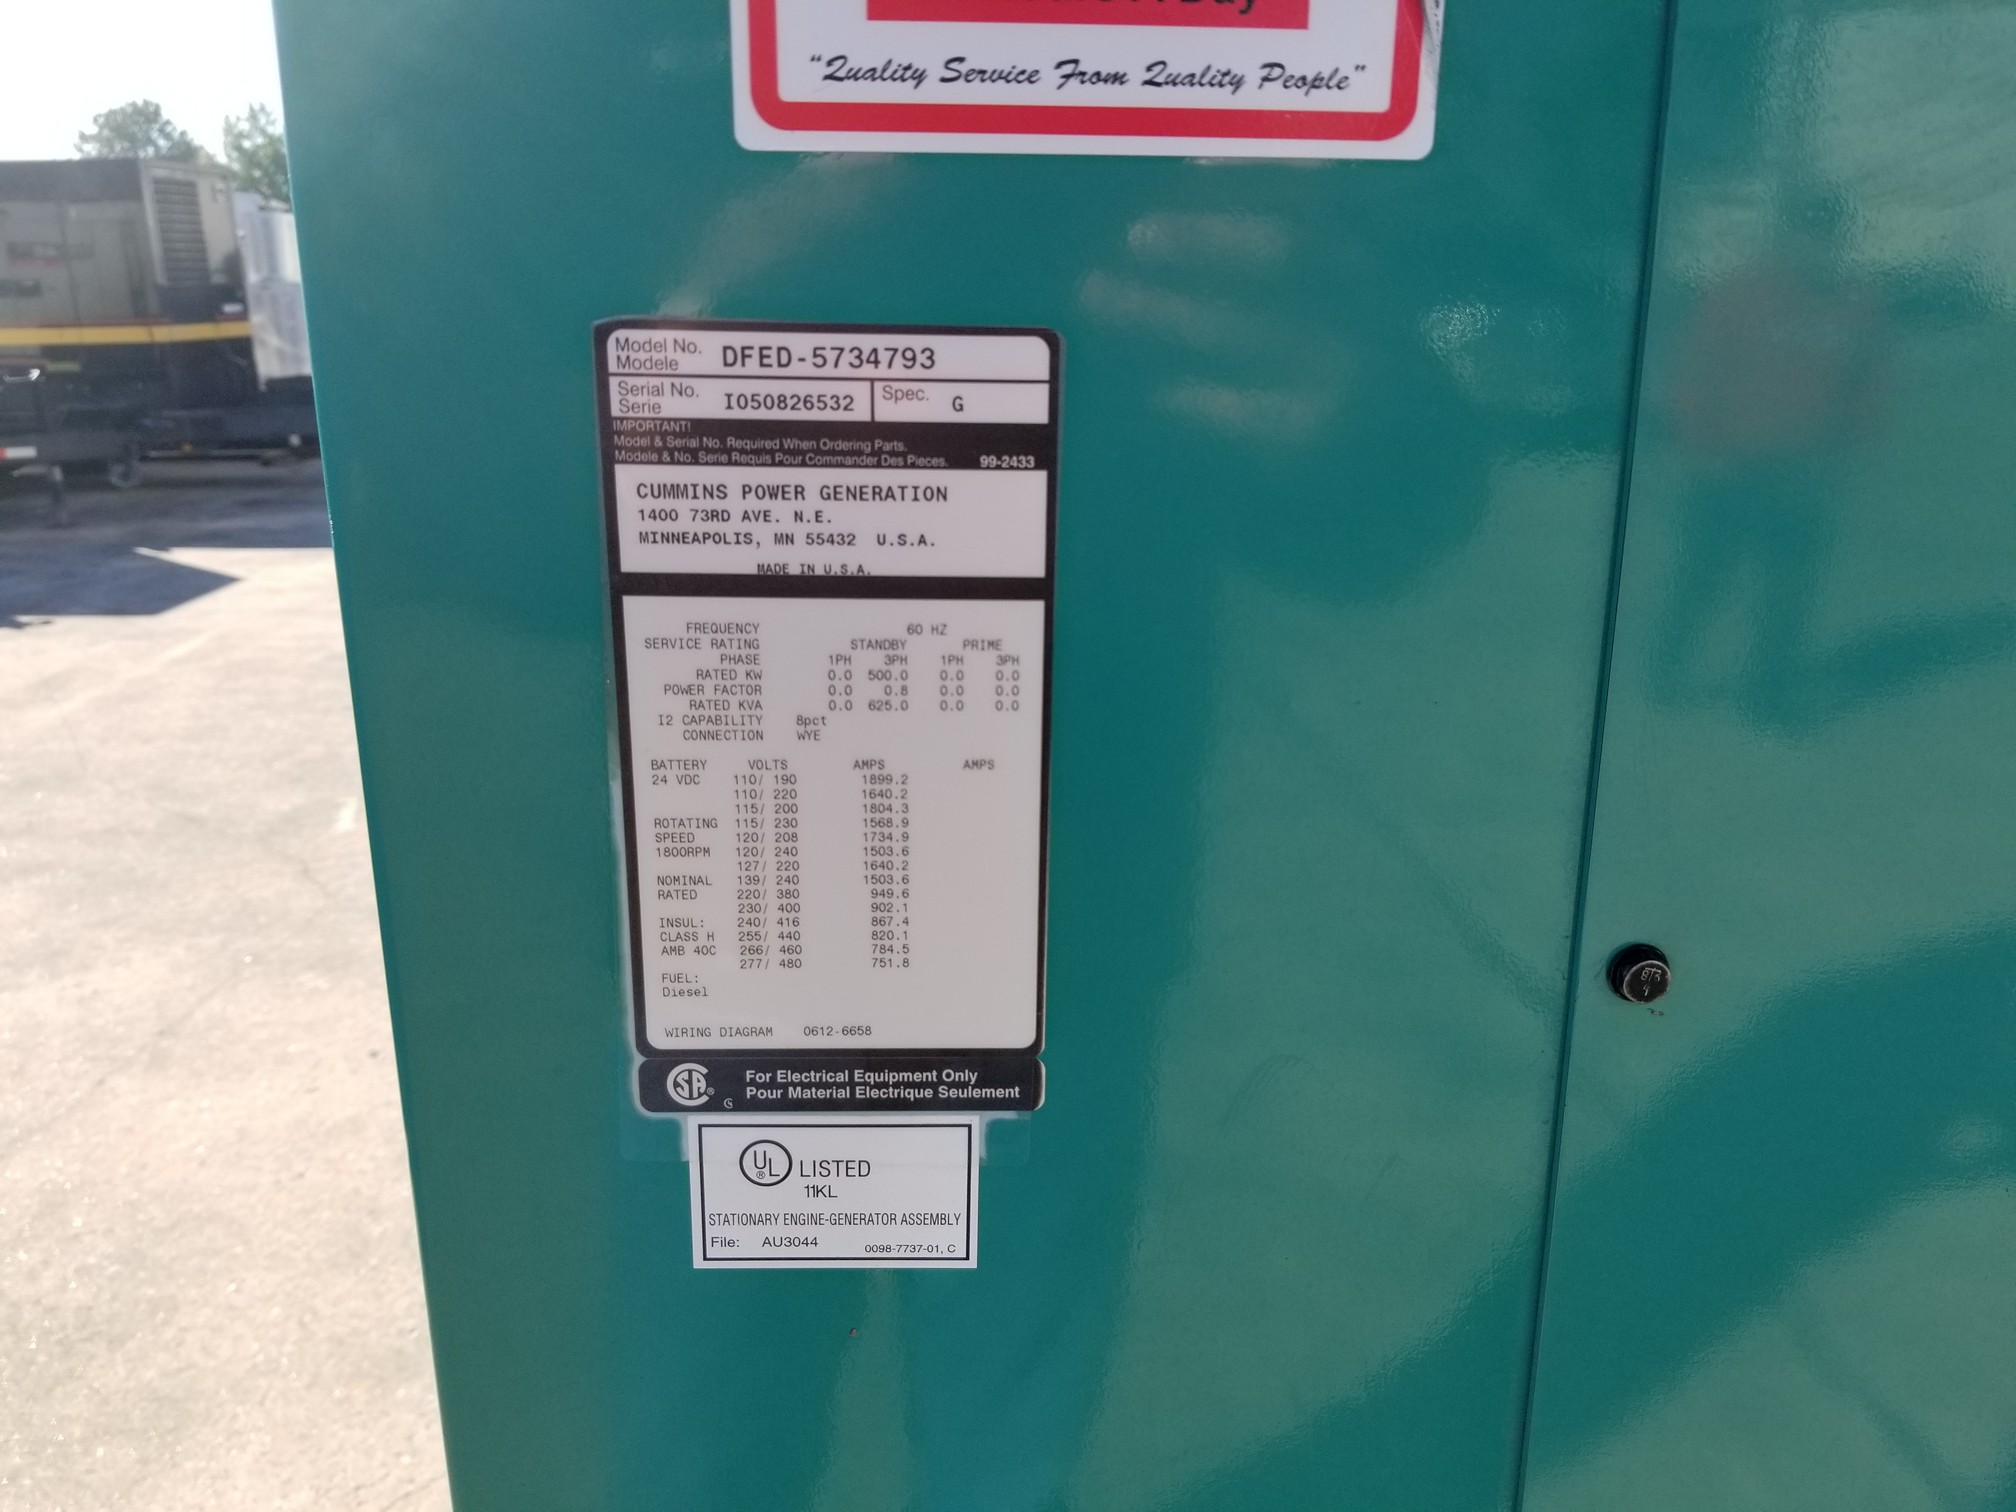 "Quality Service From Quality People"
Model No. DFED-5734793
Modele
Serial No. I050826532 Spec. G
Serie
IMPORTANT!
Model & Serial No. Required When Ordering Parts.
Modele & No. Serie Requis Pour Commander Des Pieces. 99-2433
CUMMINS POWER GENERATION
1400 73RD AVE. N.E.
MINNEAPOLIS, MN 55432 U.S.A.
MADE IN U.S.A.
FREQUENCY 60 HZ
SERVICE RATING STANDBY PRIME
PHASE 1PH 3PH 1PH 3PH
RATED KW 0.0 500.0 0.0 0.0
POWER FACTOR 0.0 0.8 0.0 0.0
RATED KVA 0.0 625.0 0.0 0.0
I2 CAPABILITY 8pct
CONNECTION WYE
BATTERY VOLTS AMPS AMPS
24 VDC 110/ 190 1899.2
110/ 220 1640.2
115/ 200 1804.3
ROTATING 115/ 230 1568.9
SPEED 120/ 208 1734.9
1800RPM 120/ 240 1503.6
127/ 220 1640.2
NOMINAL 139/ 240 1503.6
RATED 220/ 380 949.6
230/ 400 902.1
INSUL: 240/ 416 867.4
CLASS H 255/ 440 820.1
AMB 40C 266/ 460 784.5
277/ 480 751.8
FUEL:
Diesel
WIRING DIAGRAM 0612-6658
For Electrical Equipment Only
CSA® Pour Material Electrique Seulement
UL® LISTED
11KL
STATIONARY ENGINE-GENERATOR ASSEMBLY
File: AU3044 0098-7737-01, C